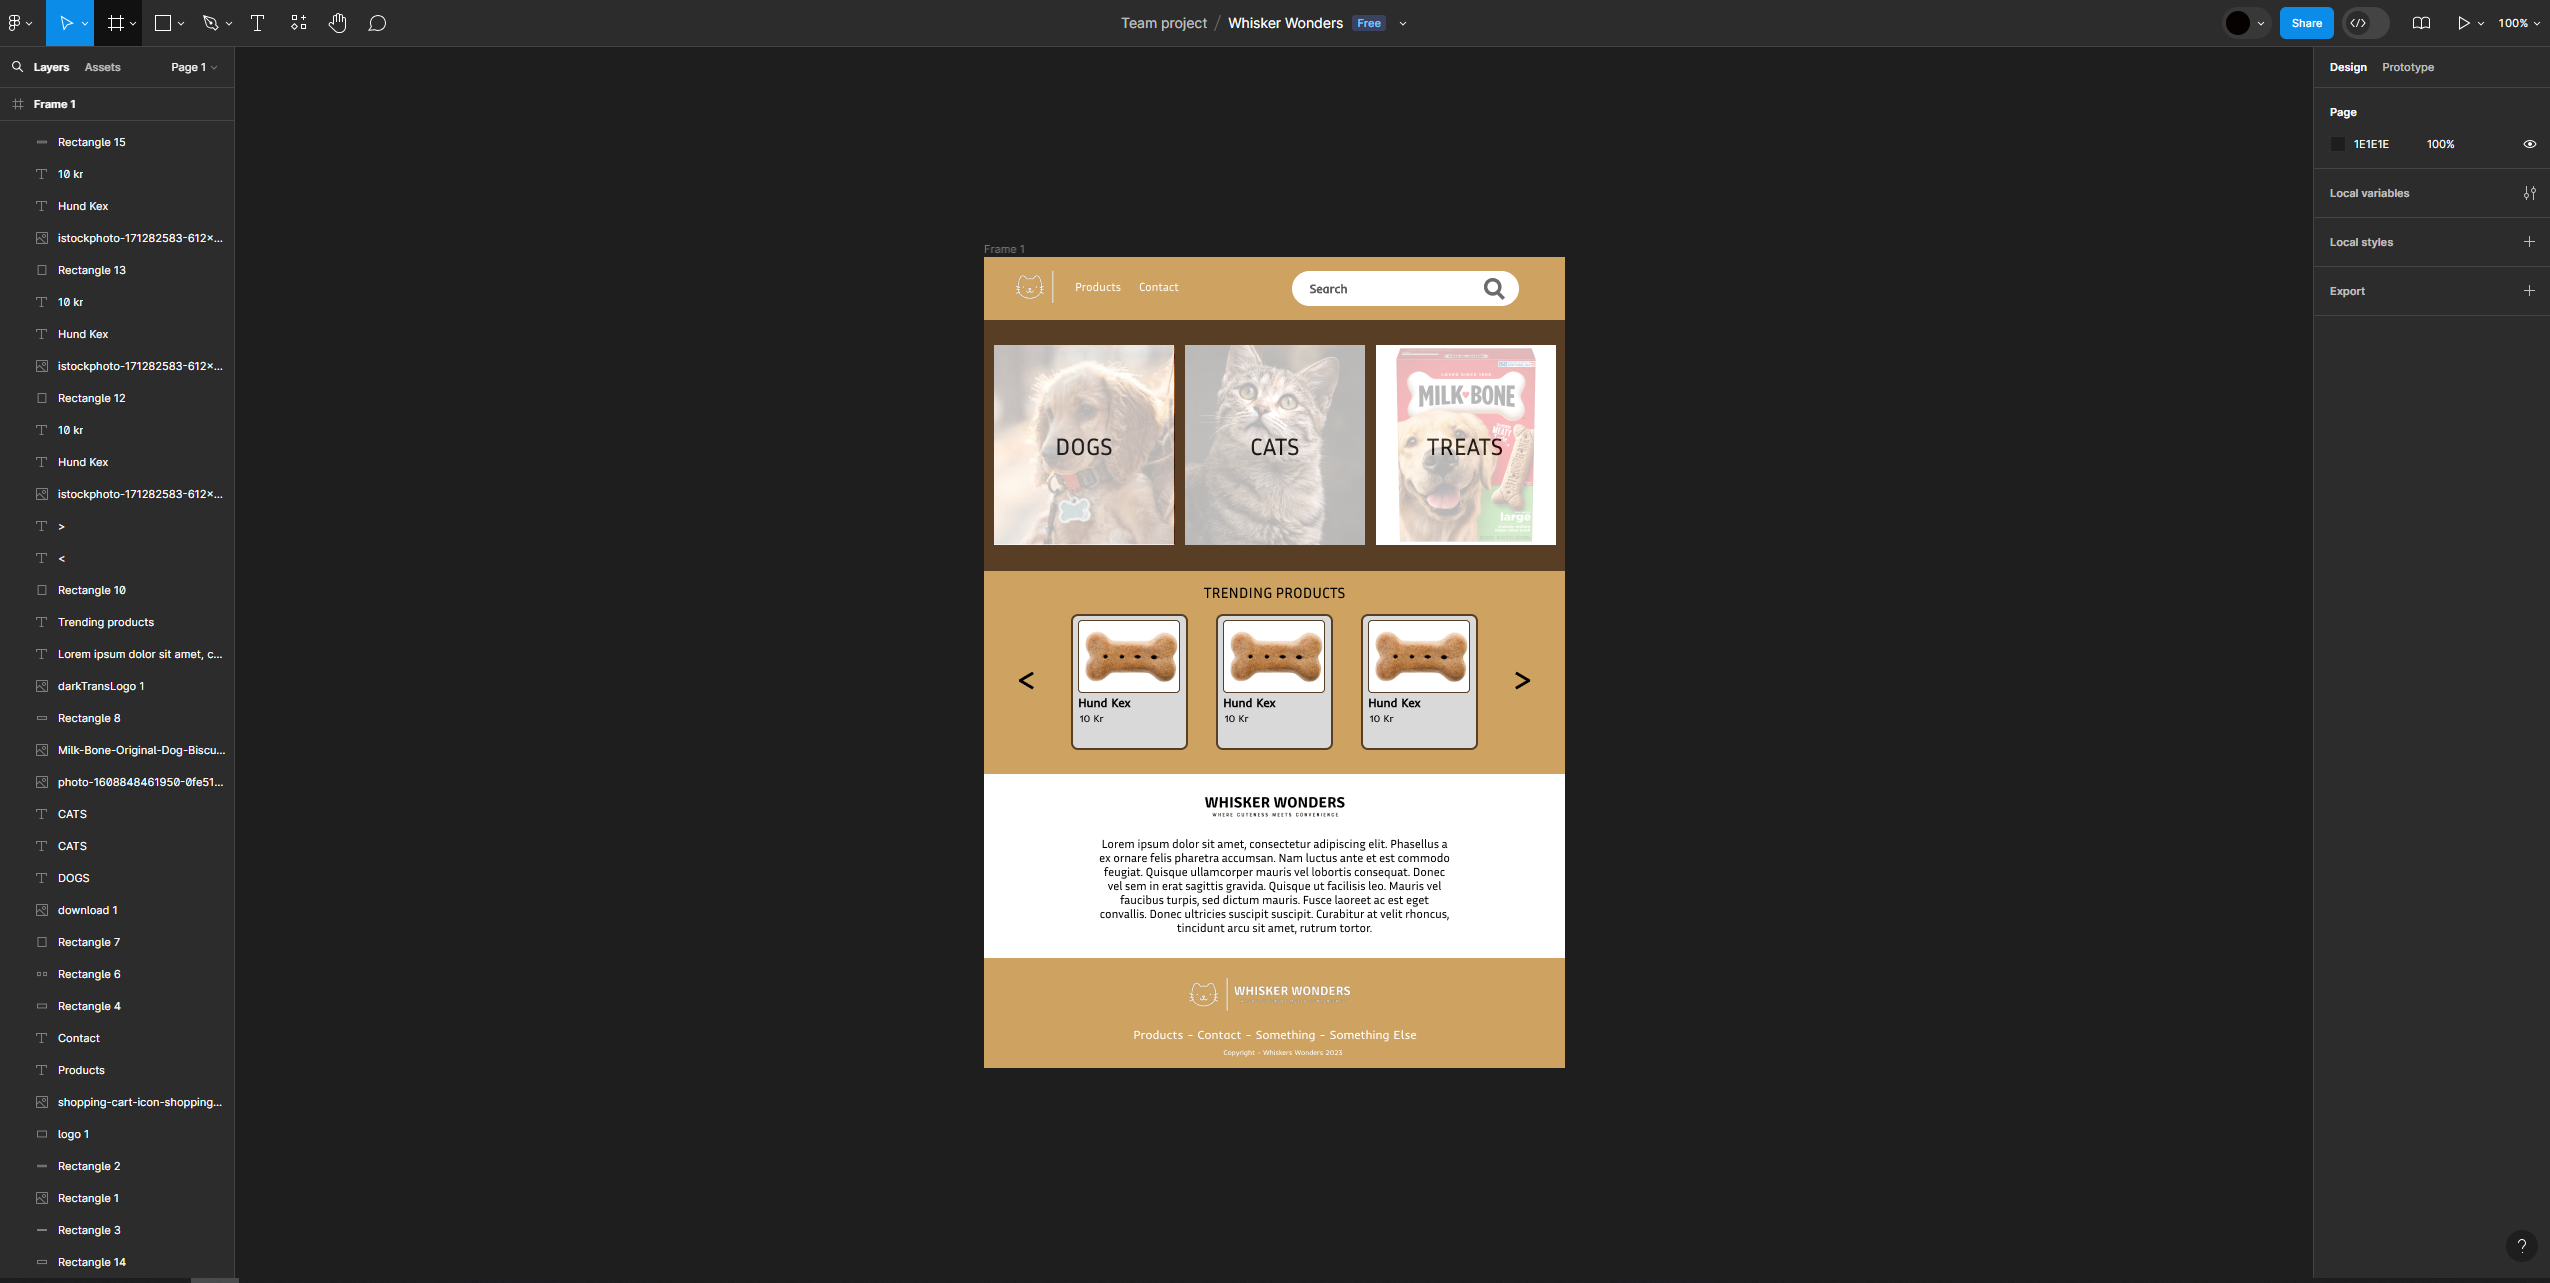 Team project / Whisker Wonders Free
Share
100%
Layers Assets Page 1
Frame 1
Rectangle 15
10 kr
Hund Kex
istockphoto-171282583-612×...
Rectangle 13
10 kr
Hund Kex
istockphoto-171282583-612×...
Rectangle 12
10 kr
Hund Kex
istockphoto-171282583-612×...
>
<
Rectangle 10
Trending products
Lorem ipsum dolor sit amet, c...
darkTransLogo 1
Rectangle 8
Milk-Bone-Original-Dog-Biscu...
photo-1608848461950-0fe51...
CATS
CATS
DOGS
download 1
Rectangle 7
Rectangle 6
Rectangle 4
Contact
Products
shopping-cart-icon-shopping...
logo 1
Rectangle 2
Rectangle 1
Rectangle 3
Rectangle 14
Frame 1
Products Contact
Search
MILK BONE
large
DOGS
CATS
TREATS
TRENDING PRODUCTS
<
Hund Kex
10 Kr
Hund Kex
10 Kr
Hund Kex
10 Kr
>
WHISKER WONDERS
WHERE CUTENESS MEETS CONVENIENCE
Lorem ipsum dolor sit amet, consectetur adipiscing elit. Phasellus a
ex ornare felis pharetra accumsan. Nam luctus ante et est commodo
feugiat. Quisque ullamcorper mauris vel lobortis consequat. Donec
vel sem in erat sagittis gravida. Quisque ut facilisis leo. Mauris vel
faucibus turpis, sed dictum mauris. Fusce laoreet ac est eget
convallis. Donec ultricies suscipit suscipit. Curabitur at velit rhoncus,
tincidunt arcu sit amet, rutrum tortor.
WHISKER WONDERS
Products - Contact - Something - Something Else
Copyright - Whiskers Wonders 2023
Design Prototype
Page
1E1E1E 100%
Local variables
Local styles
Export
?